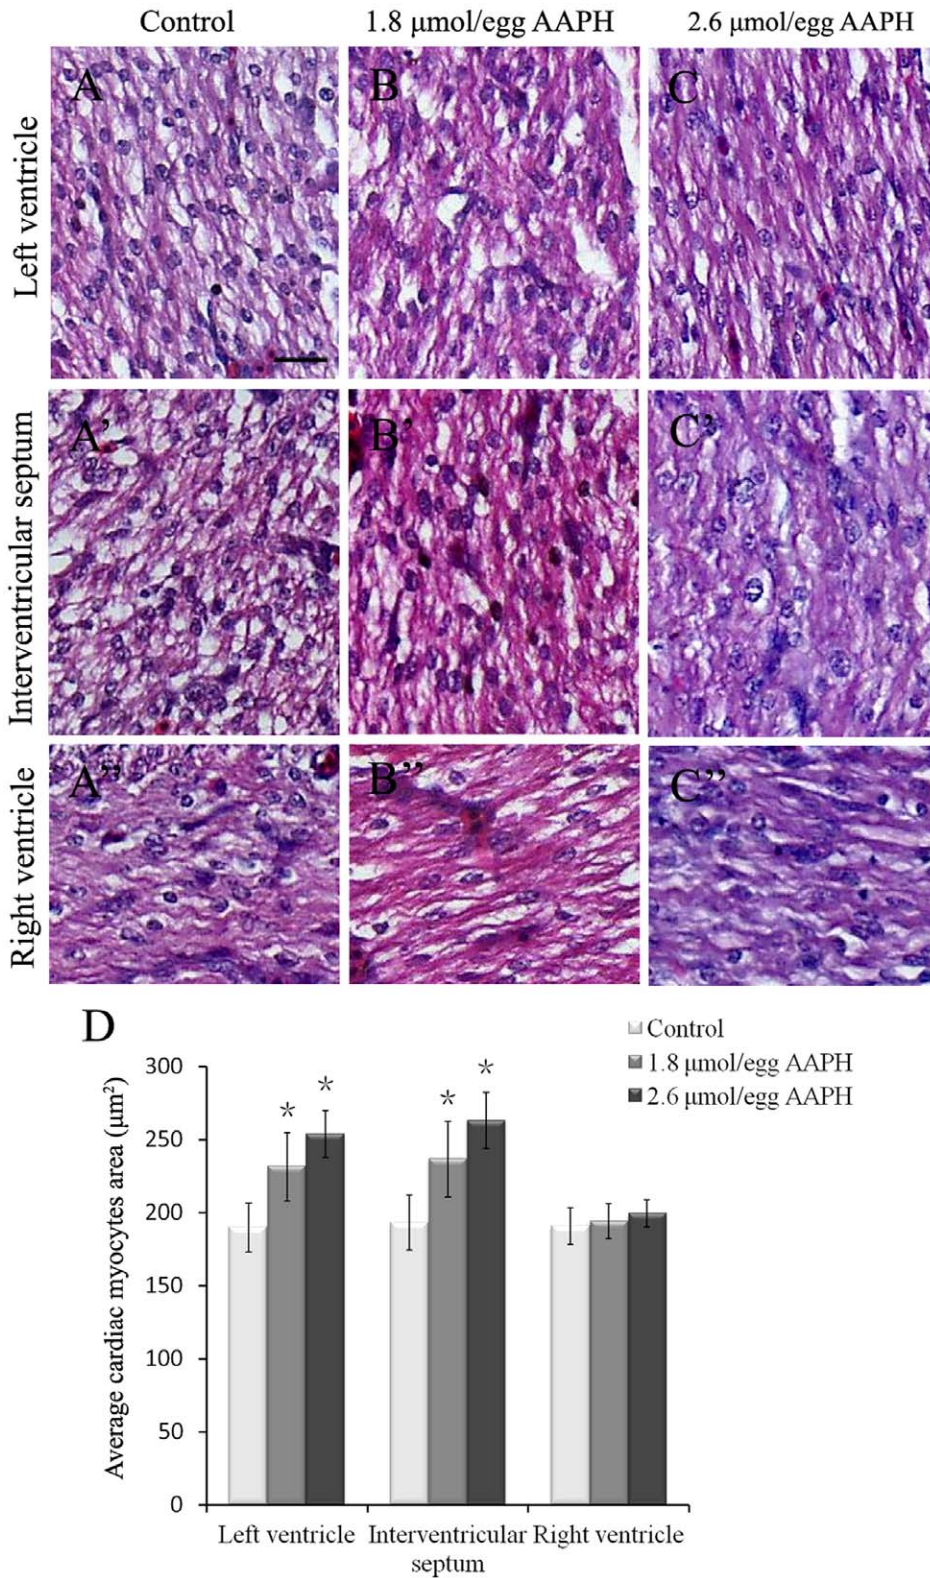 Control
1.8 μmol/egg AAPH
2.6 μmol/egg AAPH
Left ventricle
A
B
C
Interventricular septum
A’
B’
C’
Right ventricle
A’’
B’’
C’’
D
Control
1.8 μmol/egg AAPH
2.6 μmol/egg AAPH
Average cardiac myocytes area (μm²)
300
250
200
150
100
50
0
*
*
*
*
Left ventricle
Interventricular
septum
Right ventricle